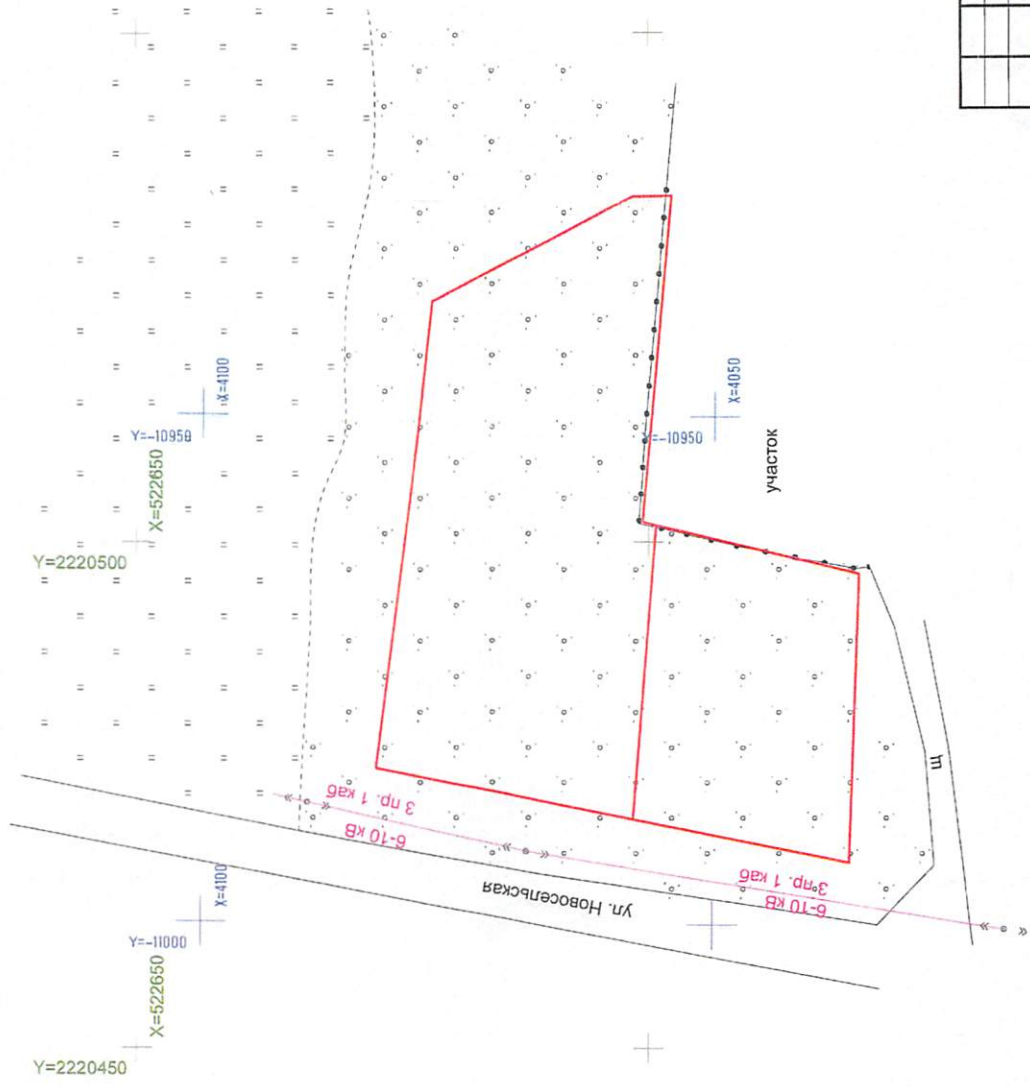 X=4100
Y=-10950
X=522650
Y=2220500
X=4050
Y=-10950
участок
3 пр. 1 каб
6-10 кВ
ул. Новосельская
3 пр. 1 каб
6-10 кВ
щ
X=4100
Y=-11000
X=522650
Y=2220450